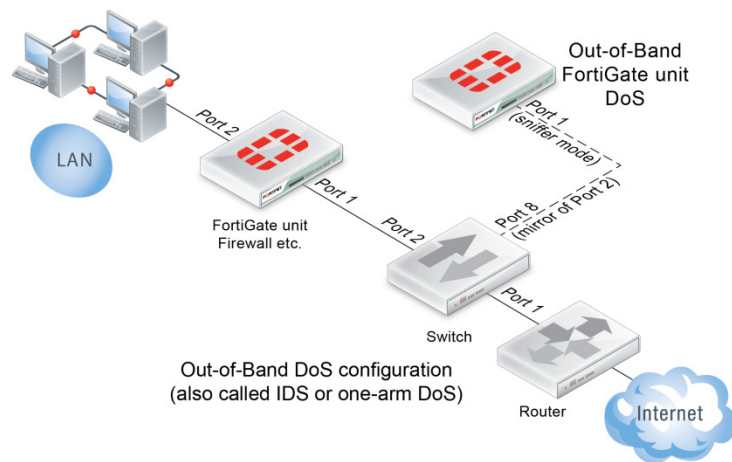 Out-of-Band
FortiGate unit
DoS
Port 1
(sniffer mode)
Port 2
LAN
FortiGate unit
Firewall etc.
Port 1
Port 2
Port 8
(mirror of Port 2)
Switch
Port 1
Out-of-Band DoS configuration
(also called IDS or one-arm DoS)
Router
Internet